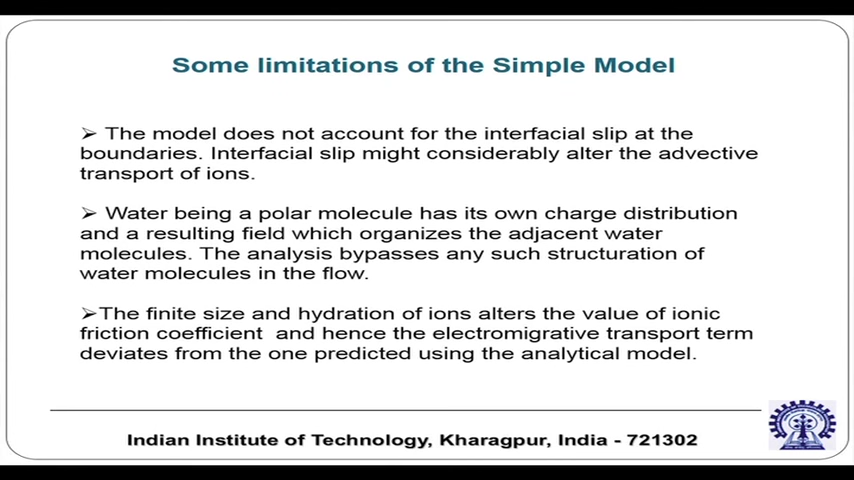 Some limitations of the Simple Model
➢ The model does not account for the interfacial slip at the
boundaries. Interfacial slip might considerably alter the advective
transport of ions.
➢ Water being a polar molecule has its own charge distribution
and a resulting field which organizes the adjacent water
molecules. The analysis bypasses any such structuration of
water molecules in the flow.
➢The finite size and hydration of ions alters the value of ionic
friction coefficient and hence the electromigrative transport term
deviates from the one predicted using the analytical model.
Indian Institute of Technology, Kharagpur, India - 721302